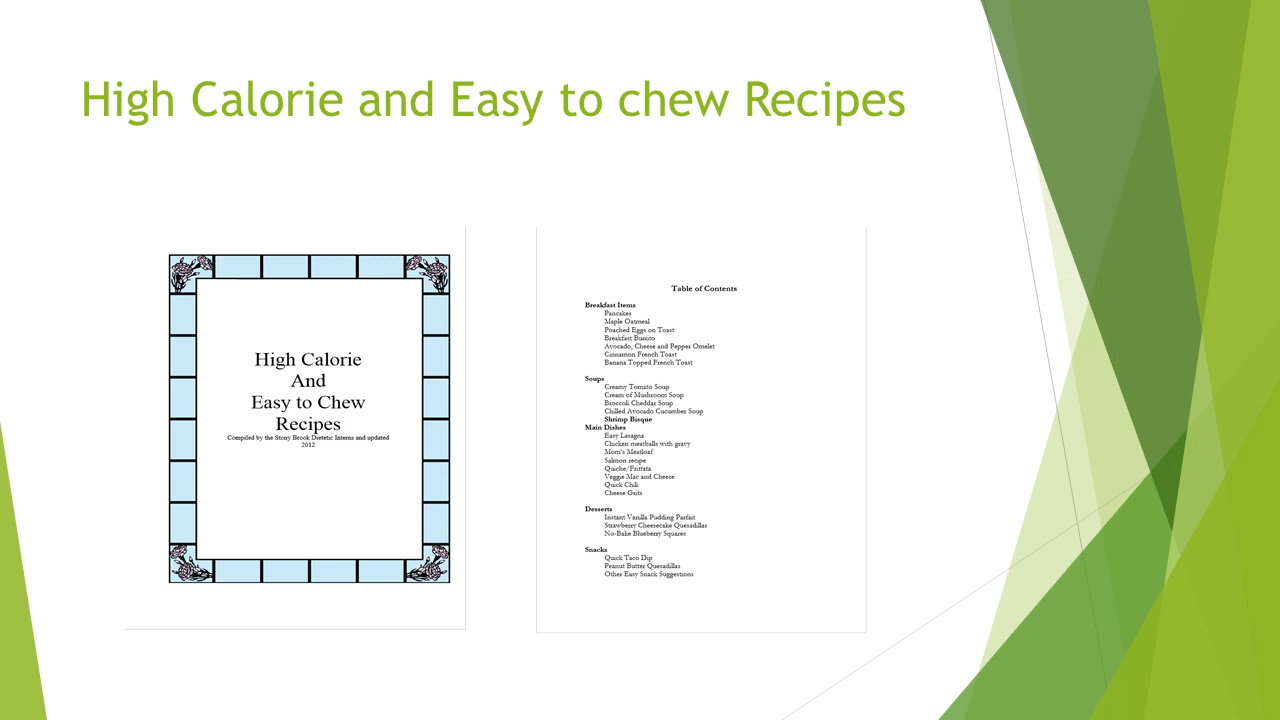 High Calorie and Easy to chew Recipes
High Calorie
And
Easy to Chew
Recipes
Compiled by the Stony Brook Dietetic Interns and updated
2012
Table of Contents
Breakfast Items
Pancakes
Maple Oatmeal
Poached Eggs on Toast
Breakfast Burrito
Avocado, Cheese and Pepper Omelet
Cinnamon French Toast
Banana Topped French Toast
Soups
Creamy Tomato Soup
Cream of Mushroom Soup
Broccoli Cheddar Soup
Chilled Avocado Cucumber Soup
Shrimp Bisque
Main Dishes
Easy Lasagna
Chicken meatballs with gravy
Mom's Meatloaf
Salmon recipe
Quiche/Frittata
Veggie Mac and Cheese
Quick Chili
Cheese Grits
Desserts
Instant Vanilla Pudding Parfait
Strawberry Cheesecake Quesadillas
No-Bake Blueberry Squares
Snacks
Quick Taco Dip
Peanut Butter Quesadillas
Other Easy Snack Suggestions